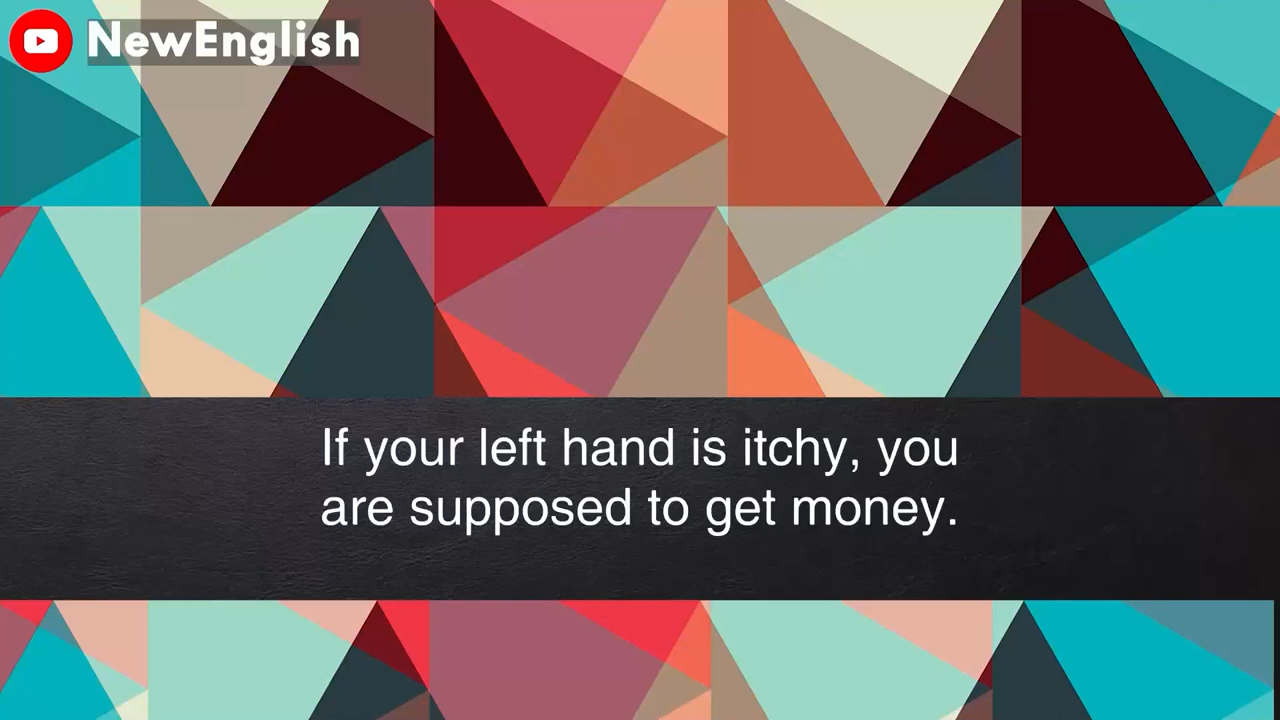 NewEnglish
If your left hand is itchy, you
are supposed to get money.